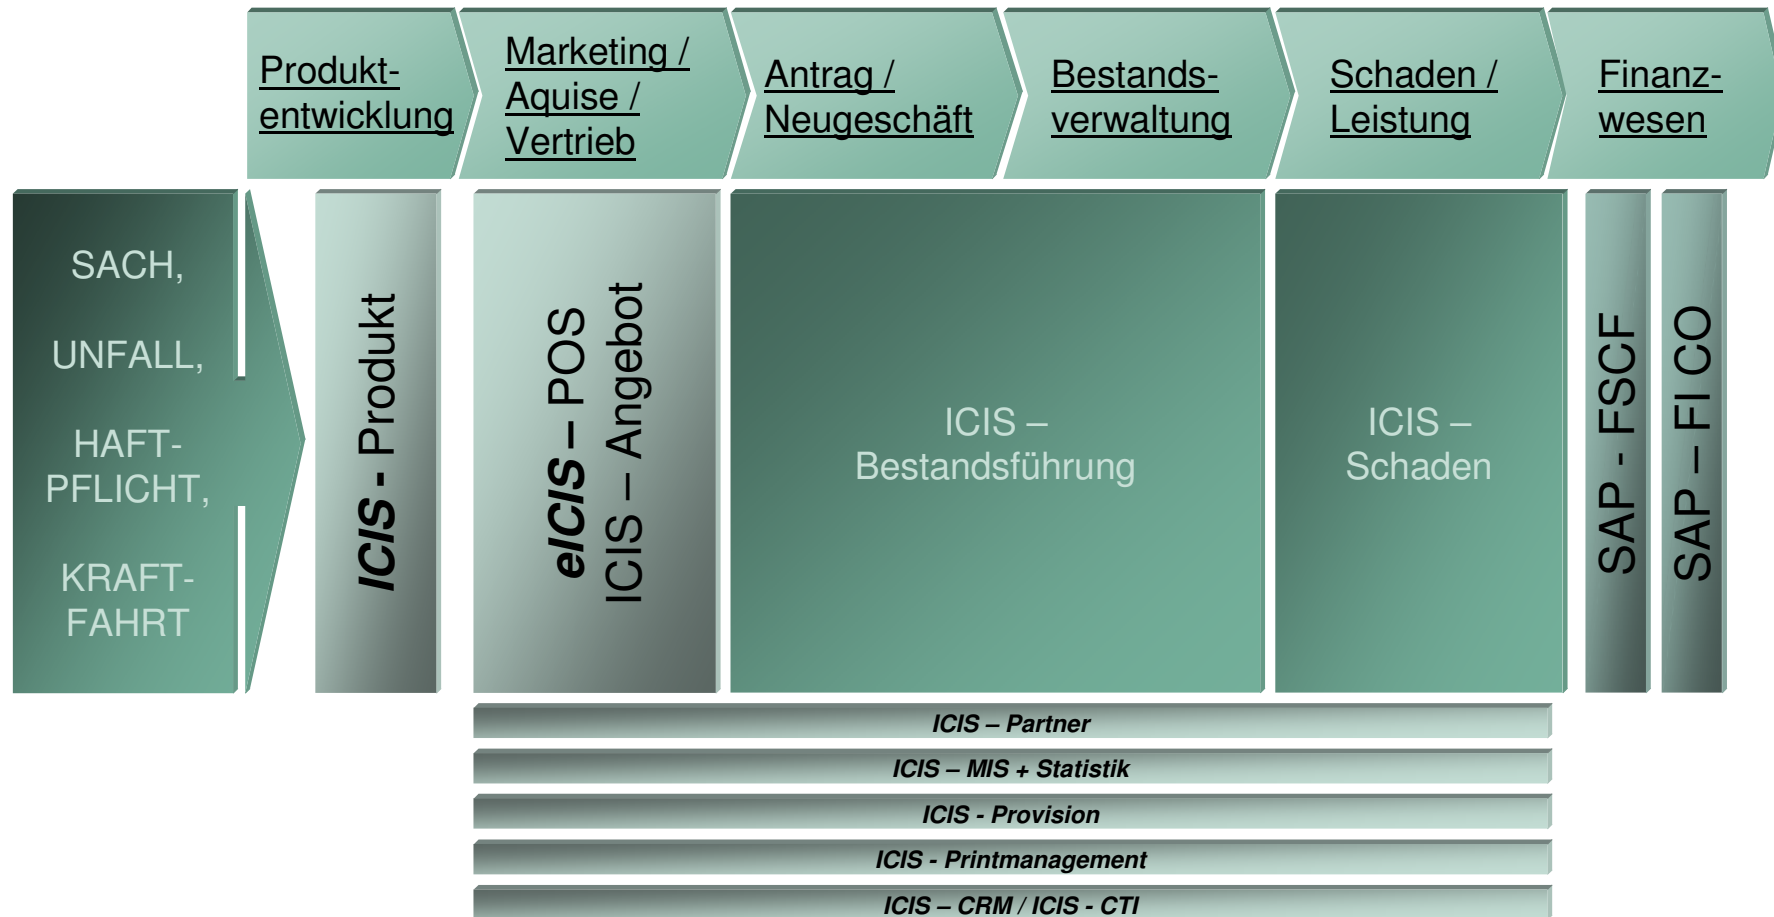 Produkt-
entwicklung
Marketing /
Aquise /
Vertrieb
Antrag /
Neugeschäft
Bestands-
verwaltung
Schaden /
Leistung
Finanz-
wesen
SACH,
UNFALL,
HAFT-
PFLICHT,
KRAFT-
FAHRT
ICIS - Produkt
eICIS – POS
ICIS – Angebot
ICIS –
Bestandsführung
ICIS –
Schaden
SAP - FSCF
SAP – FI CO
ICIS – Partner
ICIS – MIS + Statistik
ICIS - Provision
ICIS - Printmanagement
ICIS – CRM / ICIS - CTI